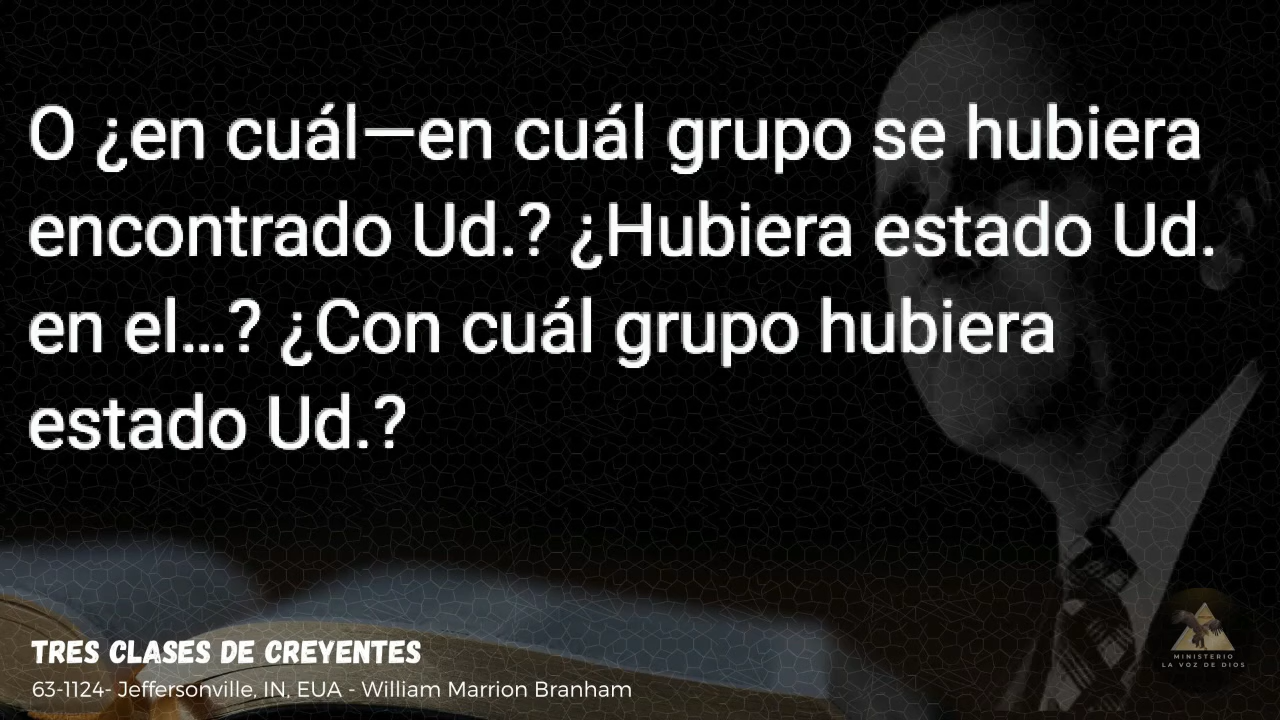 O ¿en cuál—en cuál grupo se hubiera
encontrado Ud.? ¿Hubiera estado Ud.
en el...? ¿Con cuál grupo hubiera
estado Ud.?
TRES CLASES DE CREYENTES
63-1124- Jeffersonville, IN, EUA - William Marrion Branham
MINISTERIO
LA VOZ DE DIOS